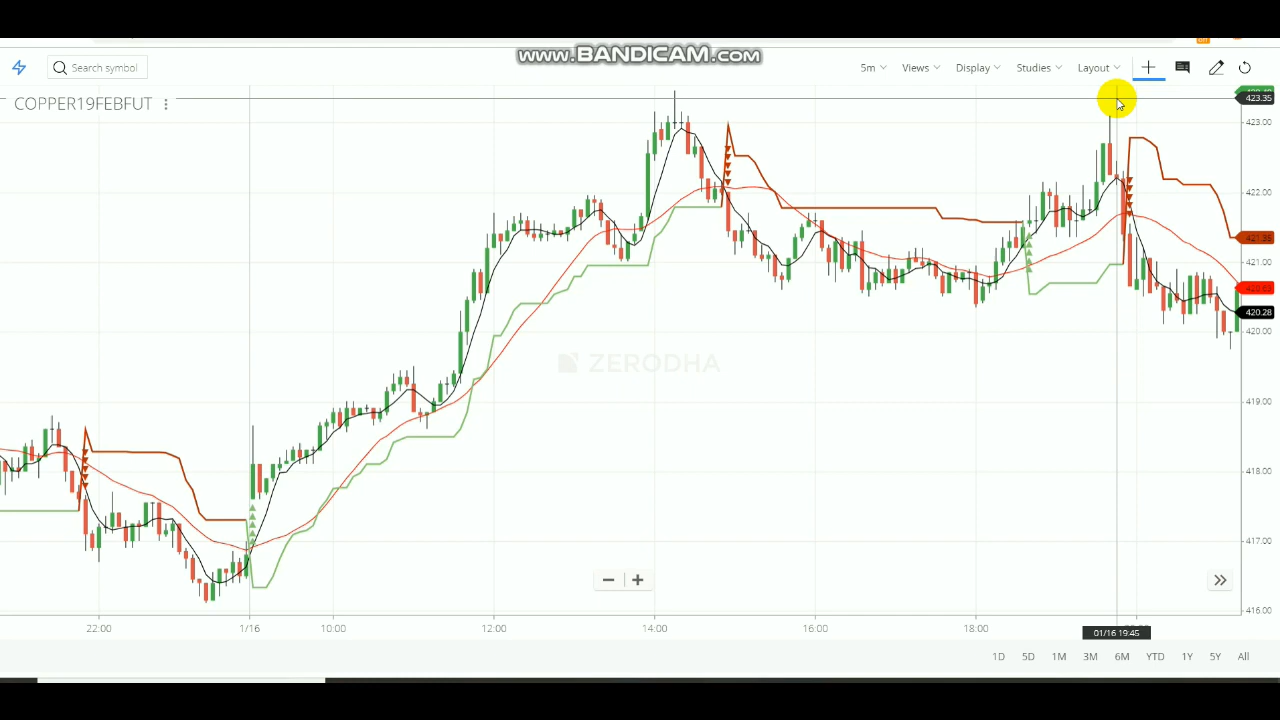 www.BANDICAM.com
Search symbol
5m
Views
Display
Studies
Layout
COPPER19FEBFUT
423.35
423.00
422.00
421.35
421.00
420.63
420.28
420.00
419.00
418.00
417.00
416.00
ZERODHA
22:00
1/16
10:00
12:00
14:00
16:00
18:00
01/16 19:45
1D
5D
1M
3M
6M
YTD
1Y
5Y
All